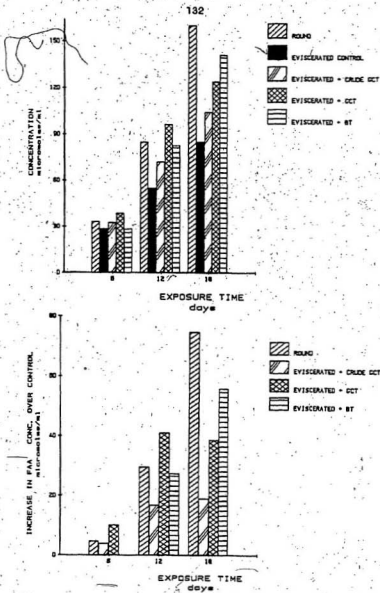 132
150
ROUND
EVISCERATED CONTROL
EVISCERATED + CRUDE GCT
EVISCERATED + GCT
EVISCERATED + BT
120
90
60
30
0
CONCENTRATION
micromoles/ml
6 12 16
EXPOSURE TIME
days
80
60
40
20
0
INCREASE IN FAA CONC. OVER CONTROL
micromoles/ml
ROUND
EVISCERATED + CRUDE GCT
EVISCERATED + GCT
EVISCERATED + BT
6 12 16
EXPOSURE TIME
days